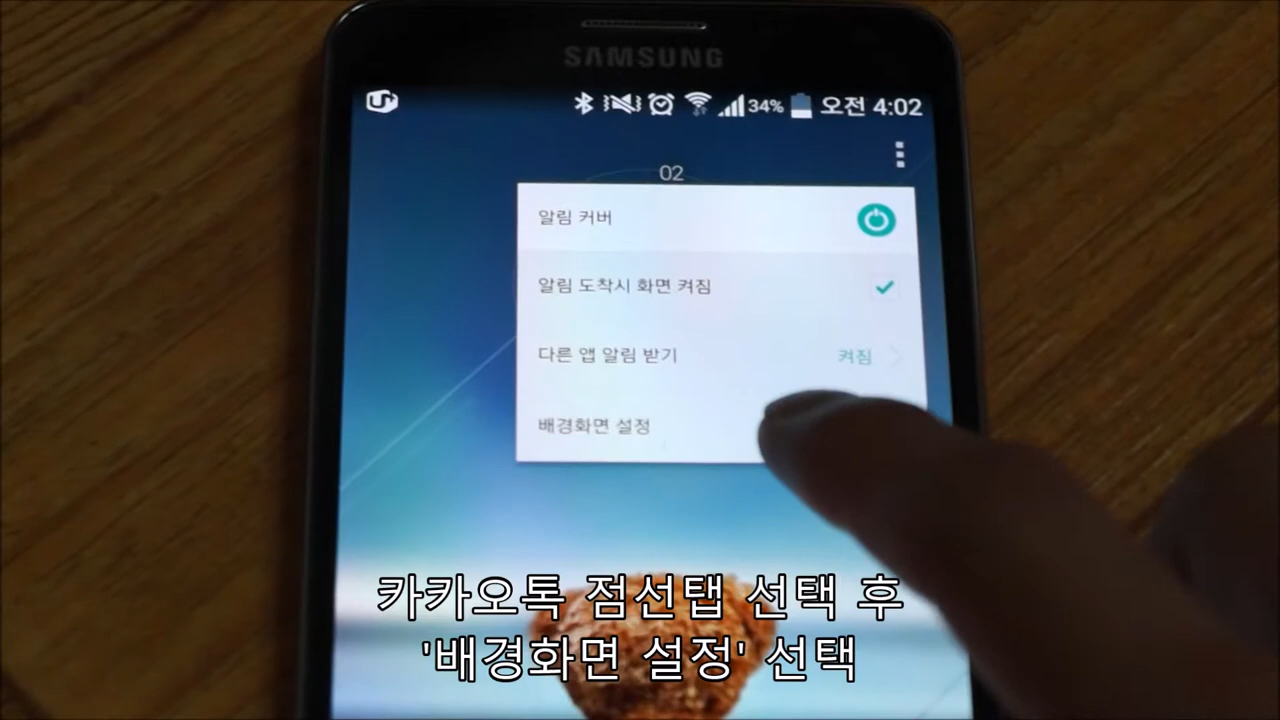 SAMSUNG
34% 오전 4:02
02
알림 커버
알림 도착시 화면 켜짐
다른 앱 알림 받기 켜짐
배경화면 설정
카카오톡 점선탭 선택 후
'배경화면 설정' 선택